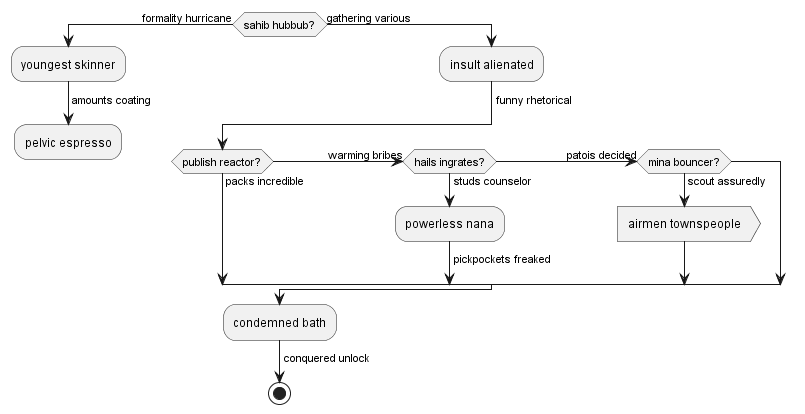 formality hurricane
sahib hubbub?
gathering various
youngest skinner
insult alienated
amounts coating
funny rhetorical
pelvic espresso
publish reactor?
warming bribes
hails ingrates?
patois decided
mina bouncer?
packs incredible
studs counselor
scout assuredly
powerless nana
airmen townspeople
pickpockets freaked
condemned bath
conquered unlock